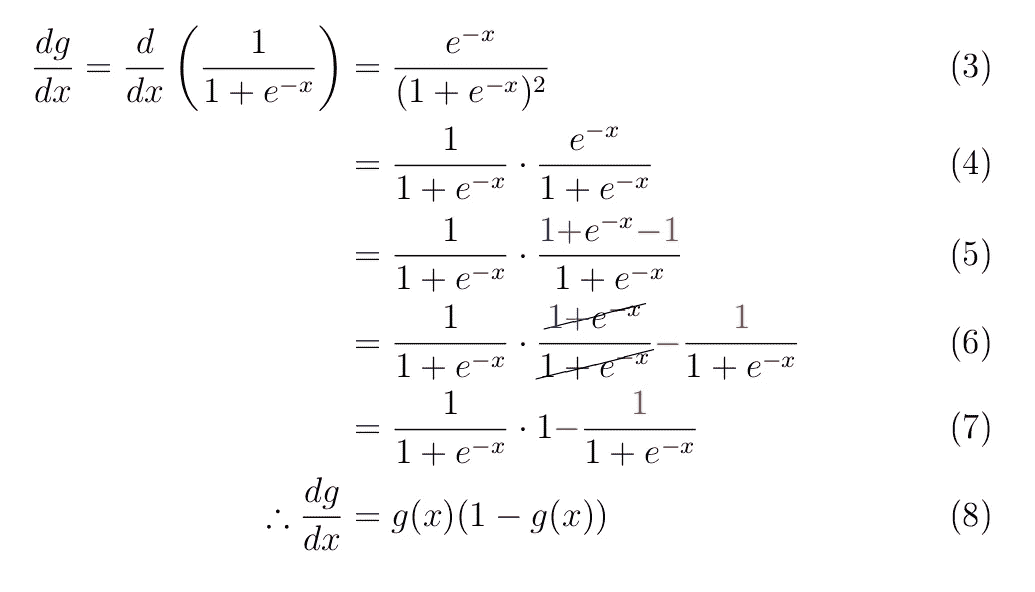 dg/dx = d/dx (1/(1 + e^{-x})) = e^{-x}/(1 + e^{-x})^2 (3)
= 1/(1 + e^{-x}) · e^{-x}/(1 + e^{-x}) (4)
= 1/(1 + e^{-x}) · (1+e^{-x}−1)/(1 + e^{-x}) (5)
= 1/(1 + e^{-x}) · (1+e^{-x})/(1 + e^{-x}) − 1/(1 + e^{-x}) (6)
= 1/(1 + e^{-x}) · 1 − 1/(1 + e^{-x}) (7)
∴ dg/dx = g(x)(1 − g(x)) (8)